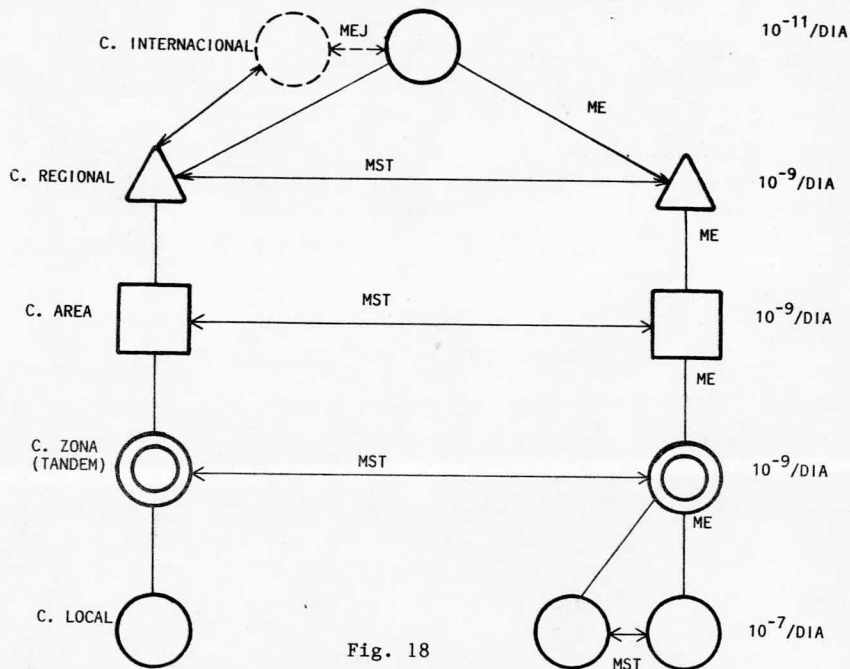 C. INTERNACIONAL MEJ 10⁻¹¹/DIA
ME
C. REGIONAL MST 10⁻⁹/DIA
ME
C. AREA MST 10⁻⁹/DIA
ME
C. ZONA
(TANDEM) MST 10⁻⁹/DIA
ME
C. LOCAL 10⁻⁷/DIA
MST
Fig. 18